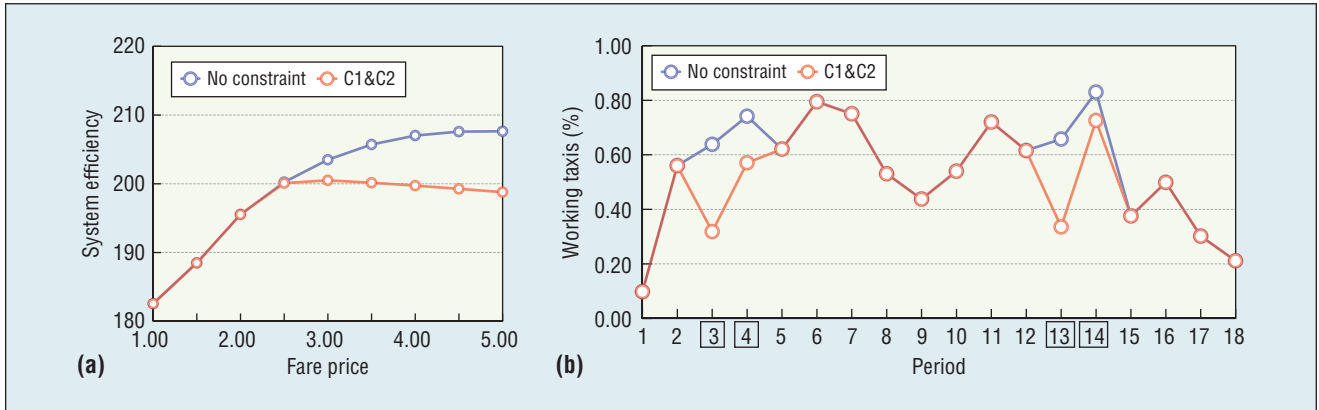 220
210
200
190
180
System efficiency
No constraint C1&C2
1.00 2.00 3.00 4.00 5.00
Fare price
(a)
1.00
0.80
0.60
0.40
0.20
0.00
Working taxis (%)
No constraint C1&C2
1 2 3 4 5 6 7 8 9 10 11 12 13 14 15 16 17 18
Period
(b)